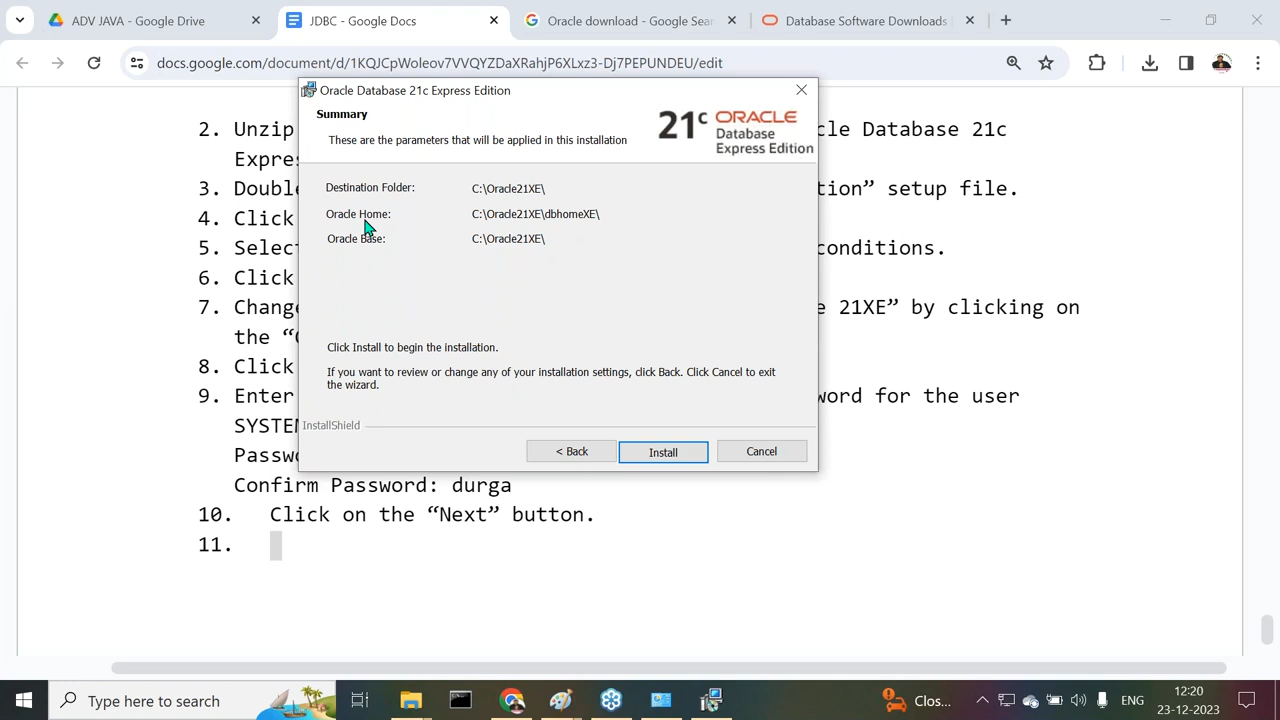 ADV JAVA - Google Drive
JDBC - Google Docs
Oracle download - Google Sear
Database Software Downloads
docs.google.com/document/d/1KQJCpWoleov7VVQYZDaXRahjP6XLxz3-Dj7PEPUNDEU/edit
Oracle Database 21c Express Edition
Summary
These are the parameters that will be applied in this installation
21c ORACLE
Database
Express Edition
Destination Folder: C:\Oracle21XE\
Oracle Home: C:\Oracle21XE\dbhomeXE\
Oracle Base: C:\Oracle21XE\
Click Install to begin the installation.
If you want to review or change any of your installation settings, click Back. Click Cancel to exit
the wizard.
InstallShield
< Back Install Cancel
2. Unzip cle Database 21c
Expres
3. Double tion” setup file.
4. Click
5. Select conditions.
6. Click
7. Change e 21XE” by clicking on
the “
8. Click
9. Enter word for the user
SYSTEM
Passwo
Confirm Password: durga
10. Click on the “Next” button.
11.
Type here to search
Clos...
ENG
12:20
23-12-2023